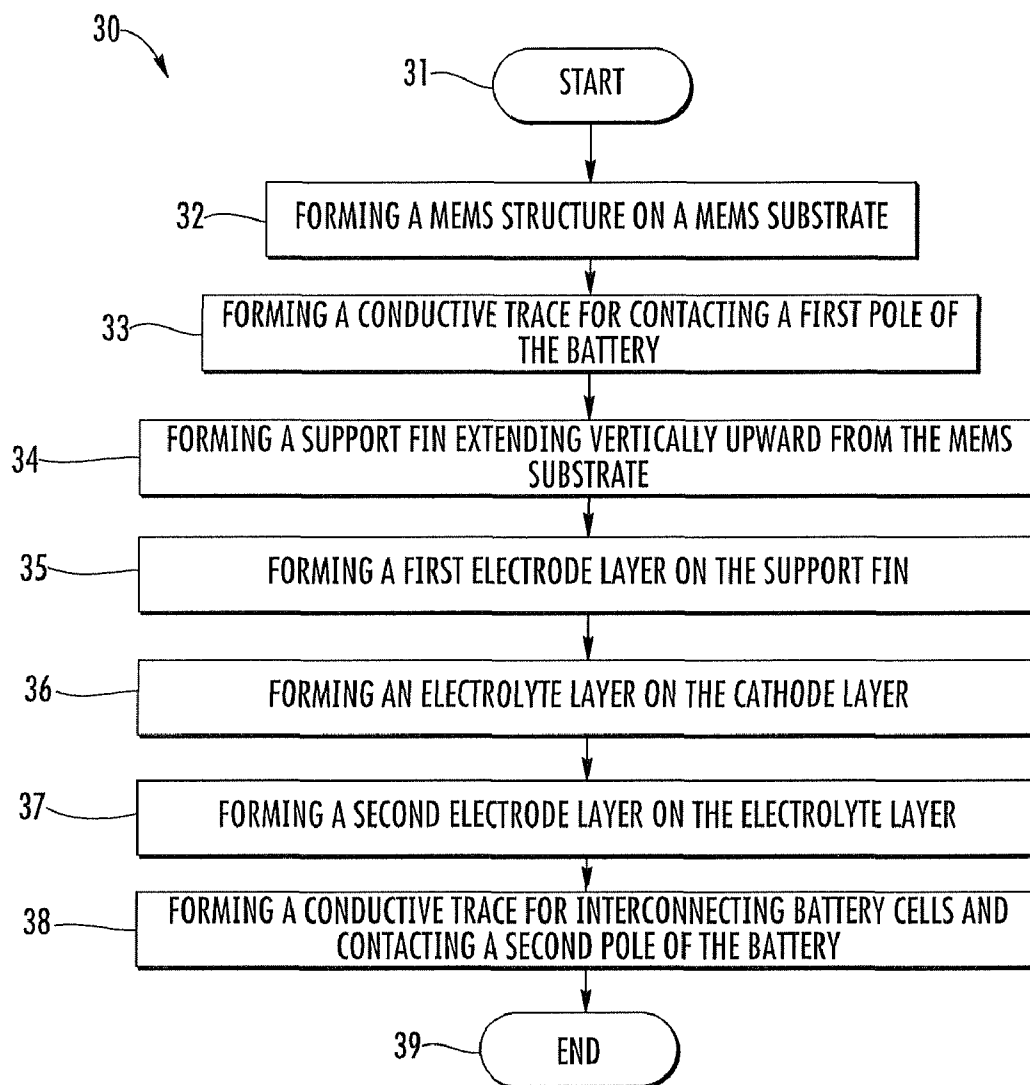 30
31
START
32
FORMING A MEMS STRUCTURE ON A MEMS SUBSTRATE
33
FORMING A CONDUCTIVE TRACE FOR CONTACTING A FIRST POLE OF
THE BATTERY
34
FORMING A SUPPORT FIN EXTENDING VERTICALLY UPWARD FROM THE MEMS
SUBSTRATE
35
FORMING A FIRST ELECTRODE LAYER ON THE SUPPORT FIN
36
FORMING AN ELECTROLYTE LAYER ON THE CATHODE LAYER
37
FORMING A SECOND ELECTRODE LAYER ON THE ELECTROLYTE LAYER
38
FORMING A CONDUCTIVE TRACE FOR INTERCONNECTING BATTERY CELLS AND
CONTACTING A SECOND POLE OF THE BATTERY
39
END